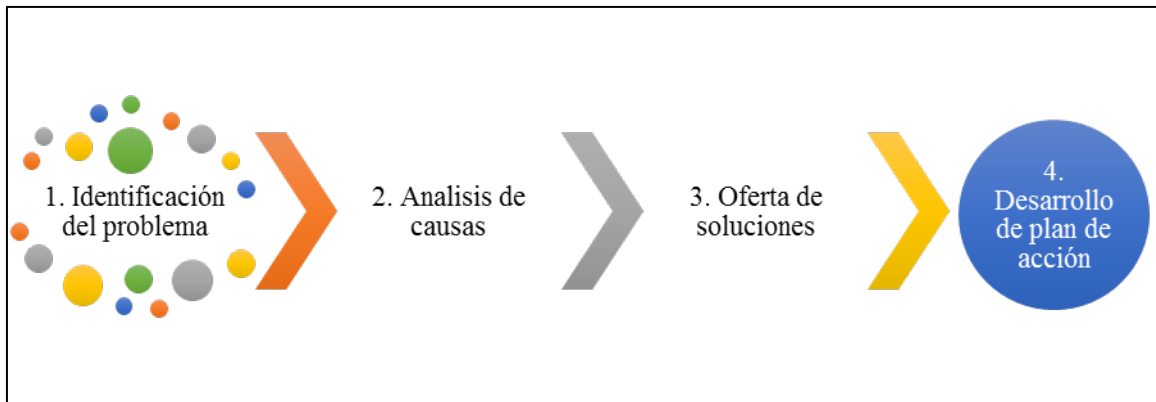 1. Identificación
del problema
2. Analisis de
causas
3. Oferta de
soluciones
4.
Desarrollo
de plan de
acción